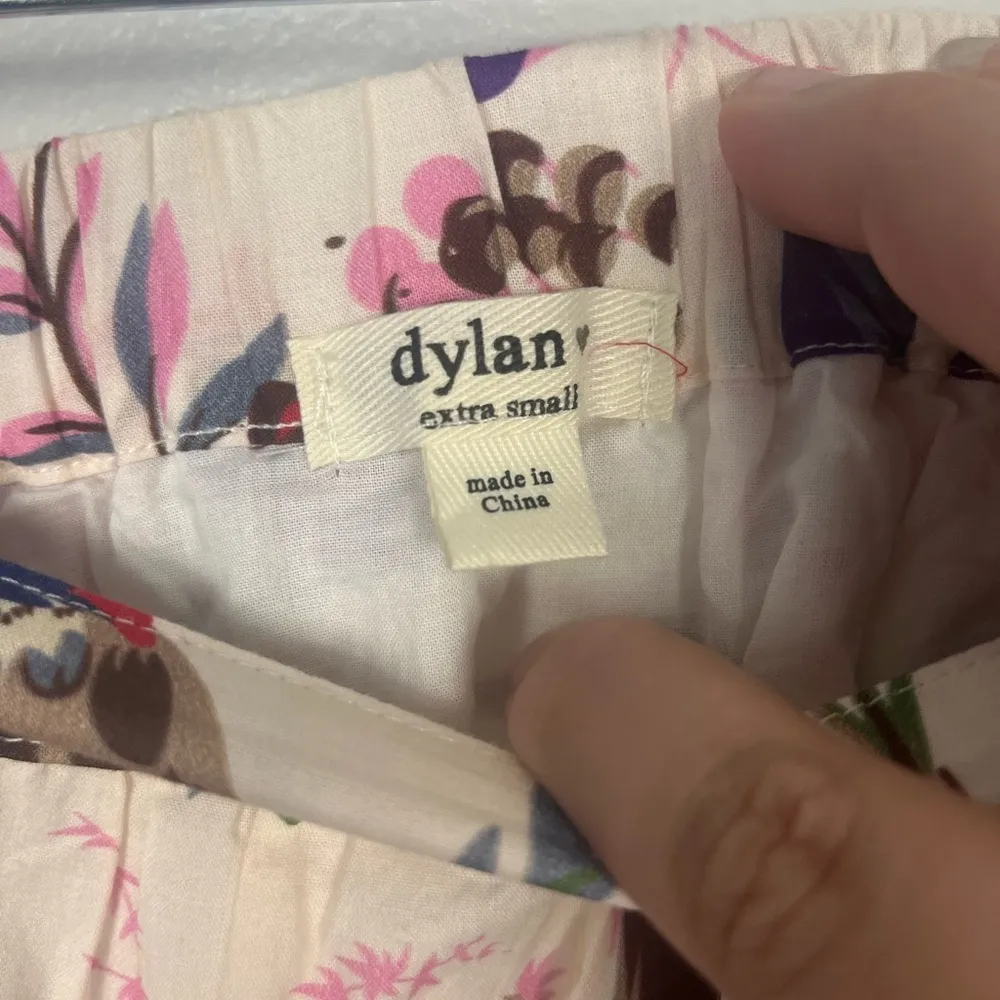 dylan
extra small
made in
China